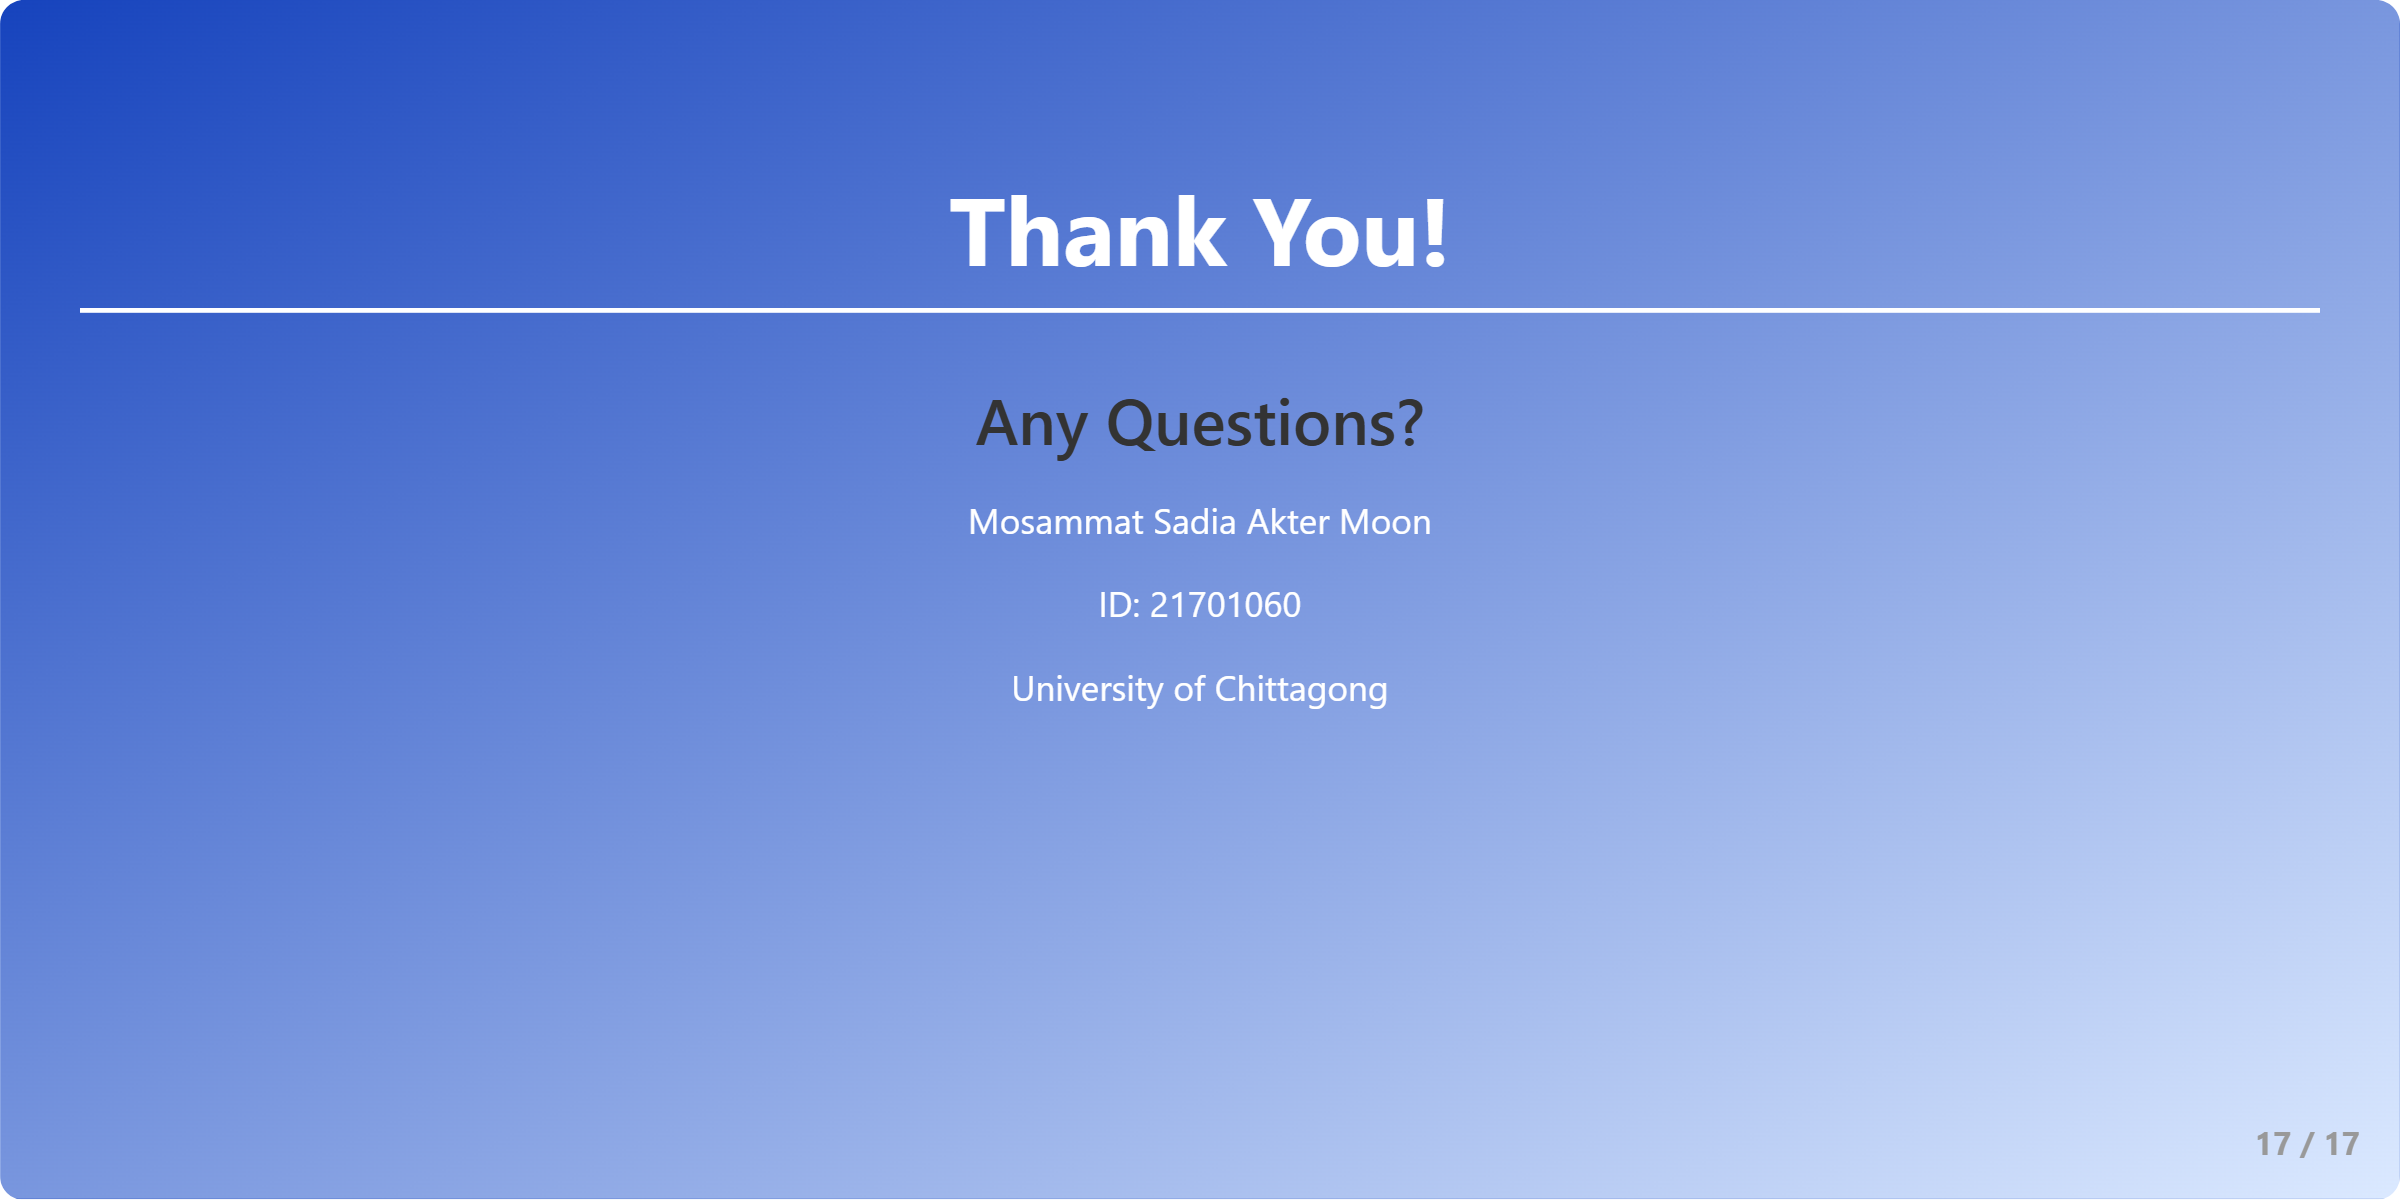 Thank You!
Any Questions?
Mosammat Sadia Akter Moon
ID: 21701060
University of Chittagong
17 / 17